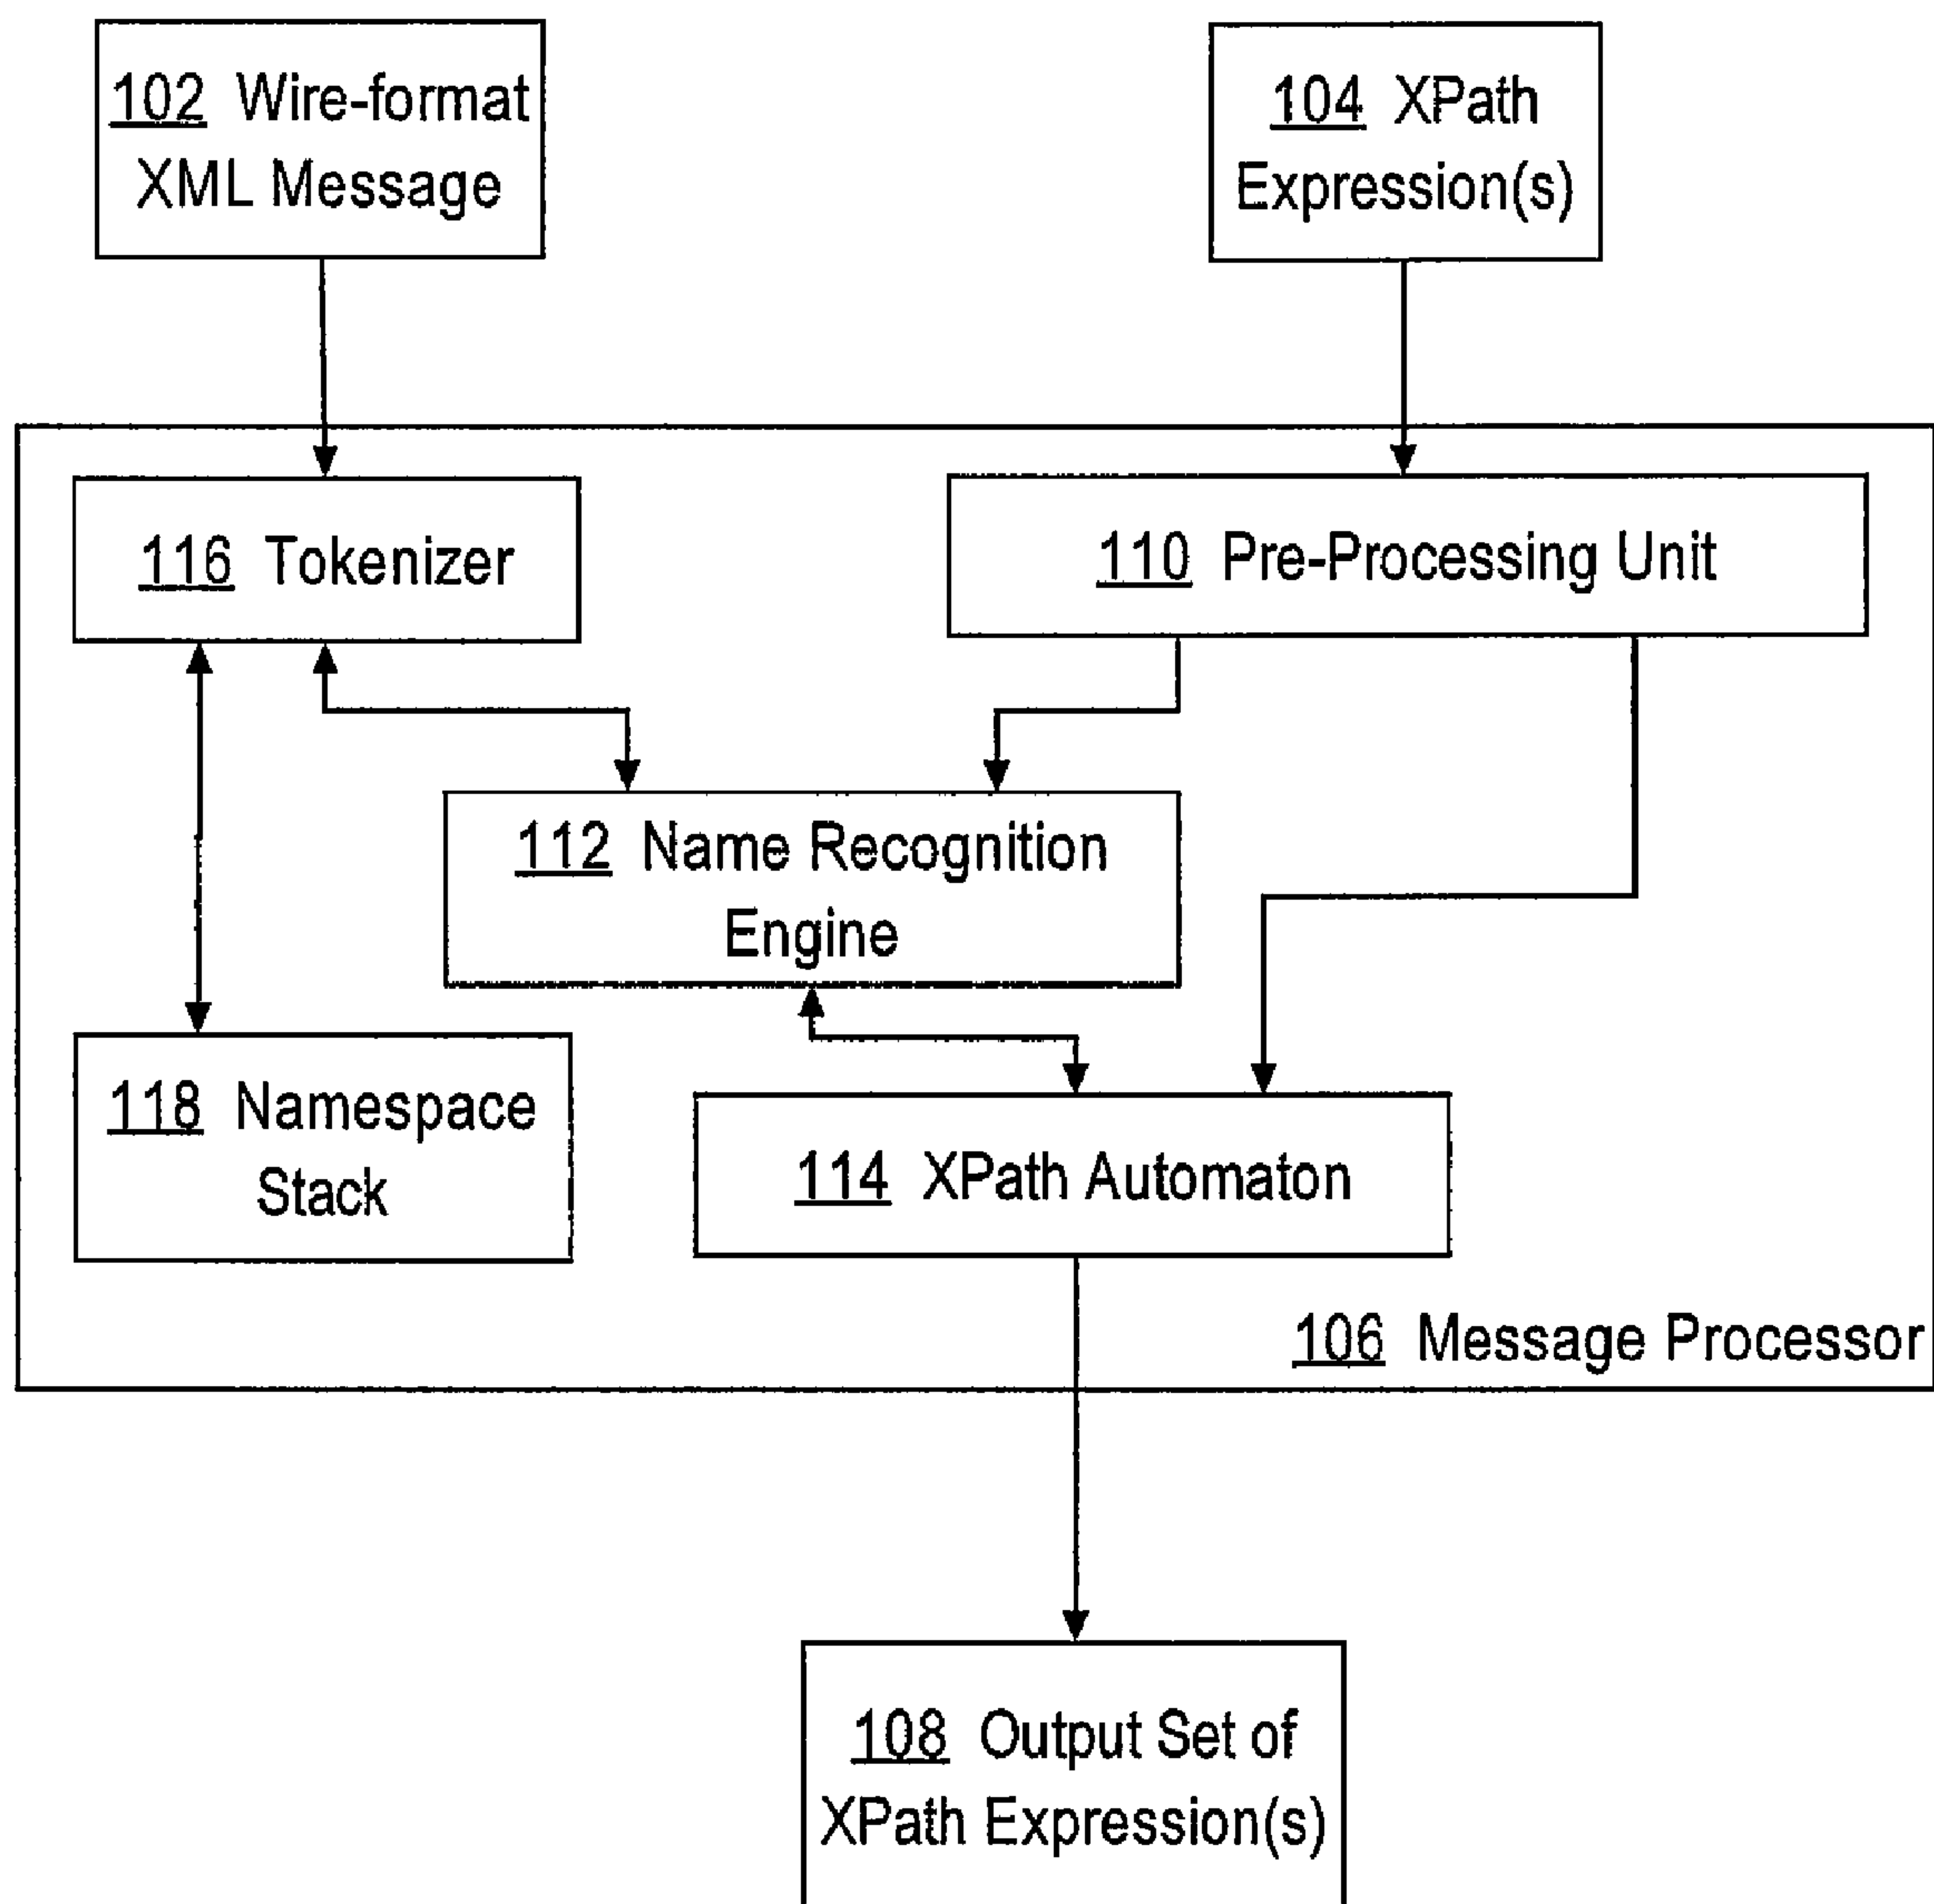 102 Wire-format
XML Message
104 XPath
Expression(s)
116 Tokenizer
110 Pre-Processing Unit
112 Name Recognition
Engine
118 Namespace
Stack
114 XPath Automaton
106 Message Processor
108 Output Set of
XPath Expression(s)